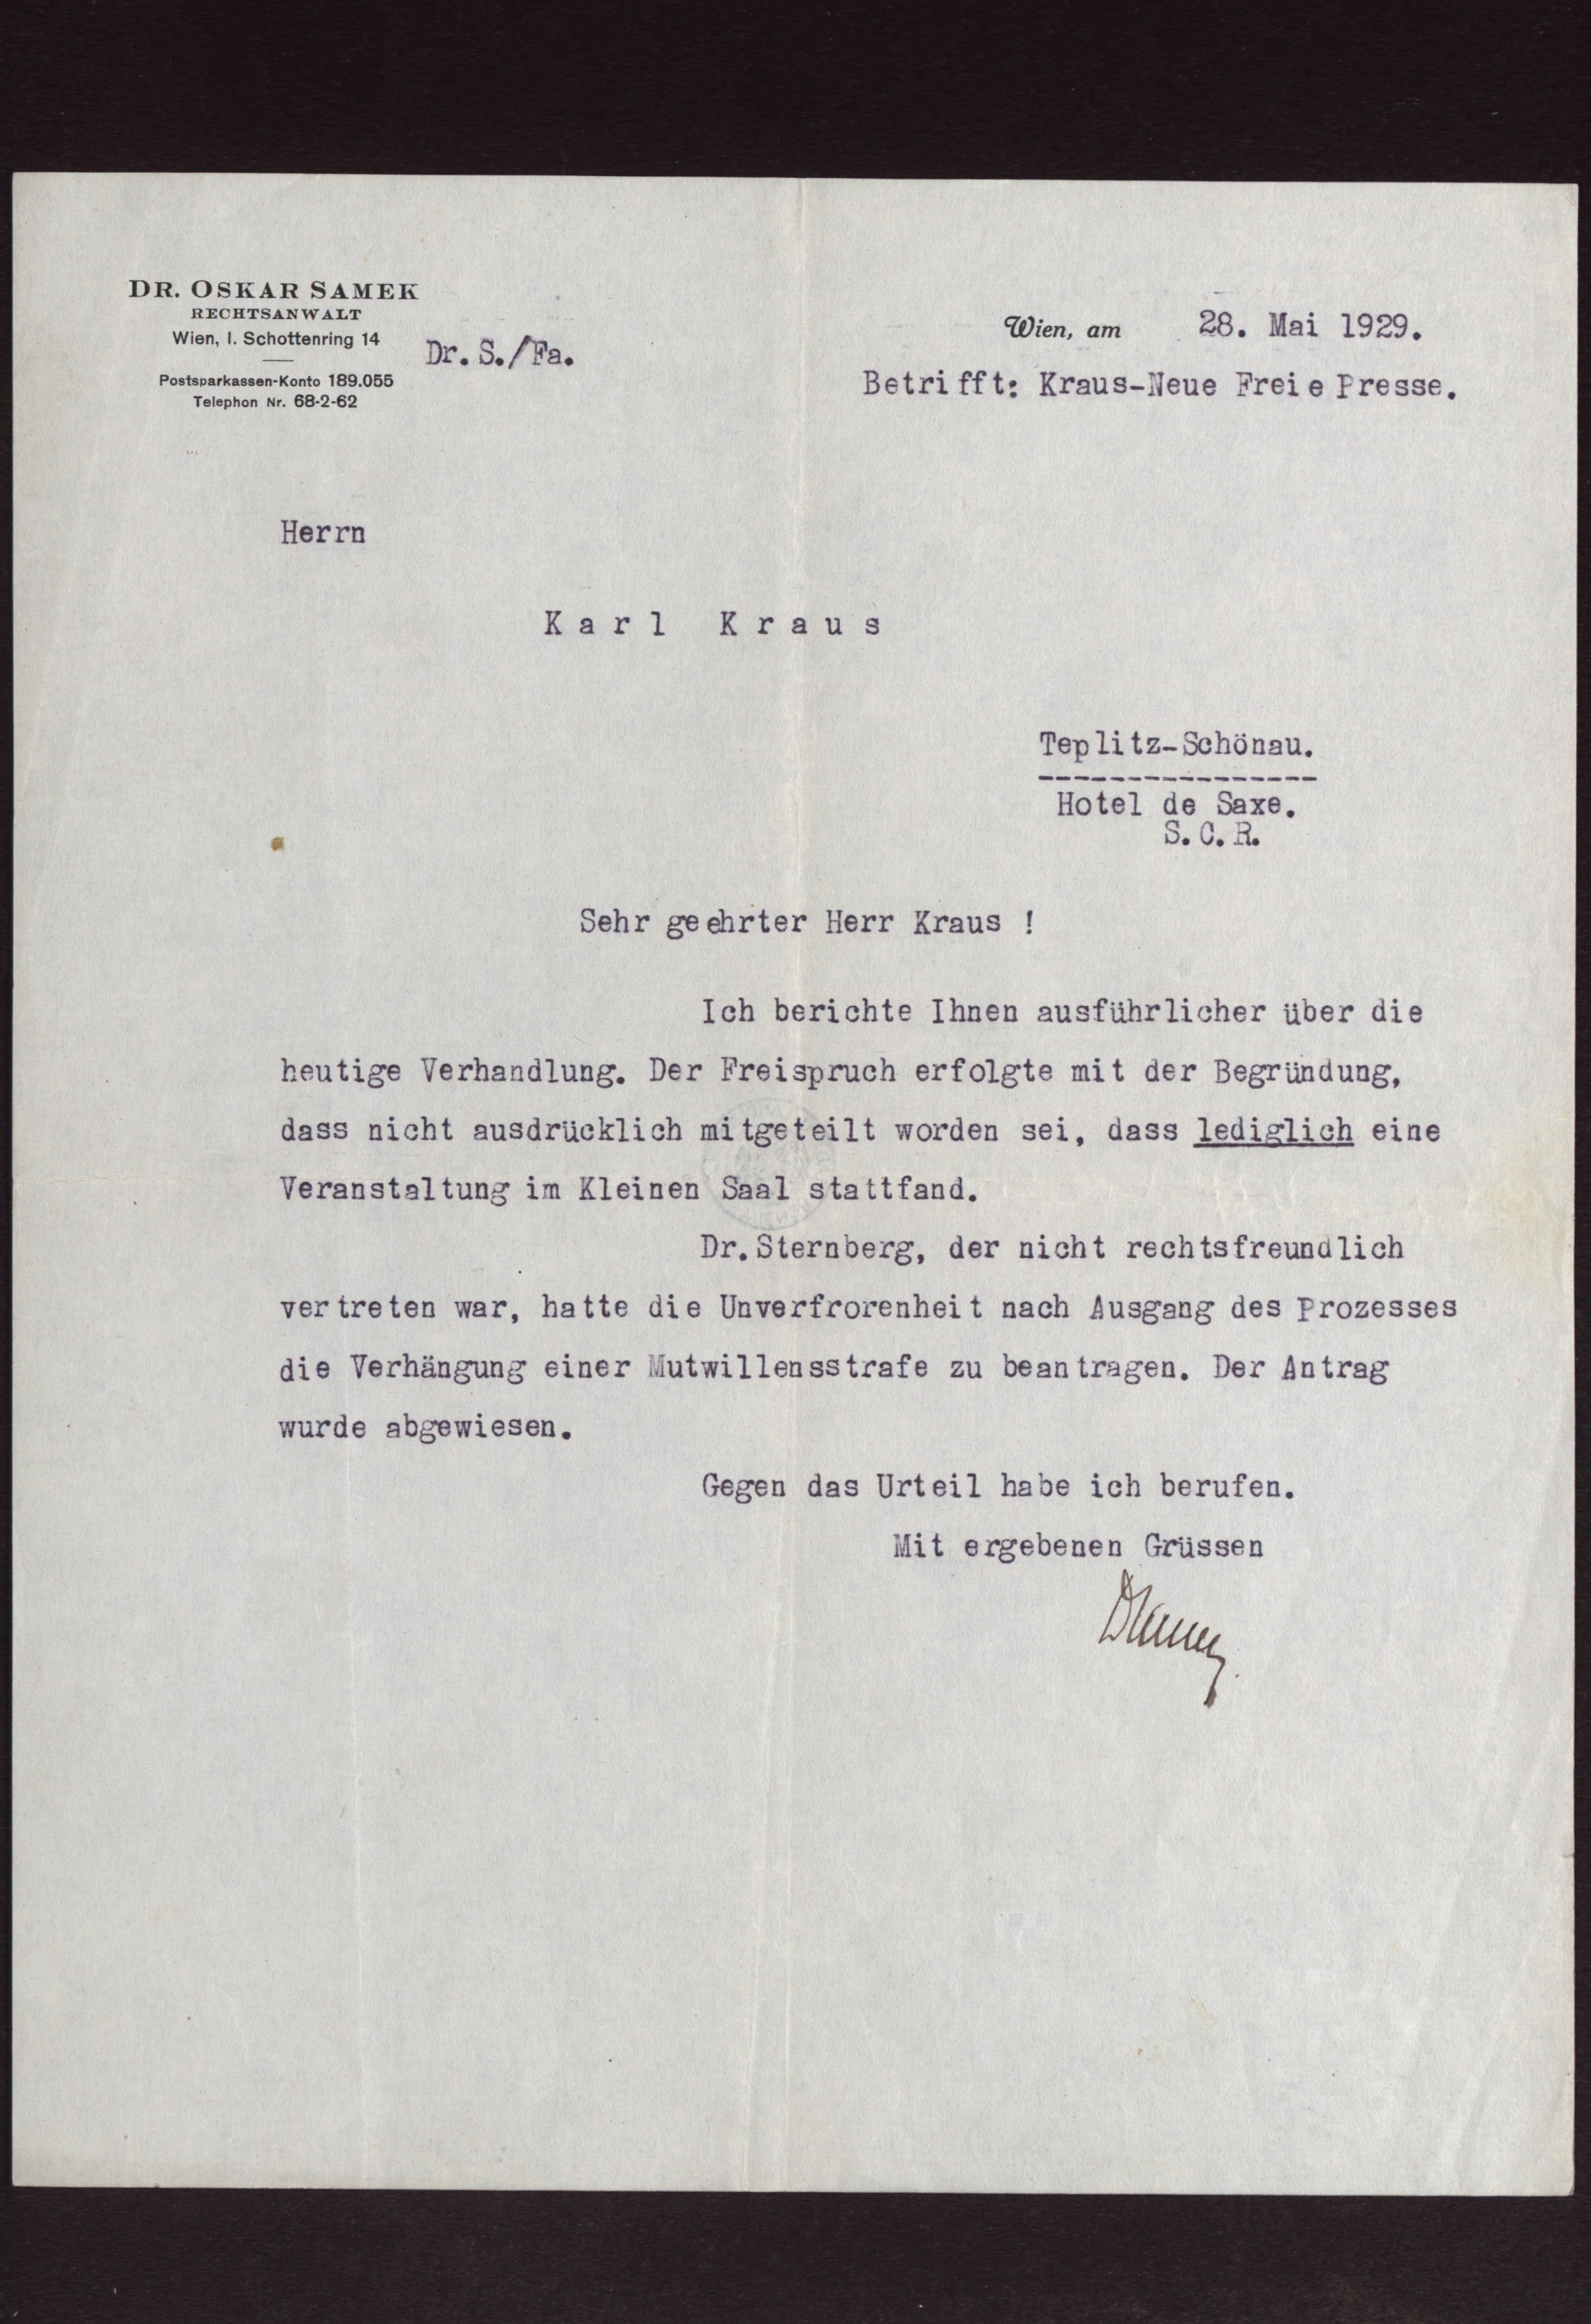 DR. OSKAR SAMEK
RECHTSANWALT
Wien, I. Schottenring 14
Postsparkassen-Konto 189.055
Telephon Nr. 68-2-62
Dr. S./Fa.
Wien, am 28. Mai 1929.
Betrifft: Kraus-Neue Freie Presse.
Herrn
Karl Kraus
Teplitz-Schönau.
----------------
Hotel de Saxe.
S.C.R.
Sehr geehrter Herr Kraus !
Ich berichte Ihnen ausführlicher über die
heutige Verhandlung. Der Freispruch erfolgte mit der Begründung,
dass nicht ausdrücklich mitgeteilt worden sei, dass lediglich eine
Veranstaltung im Kleinen Saal stattfand.
Dr. Sternberg, der nicht rechtsfreundlich
vertreten war, hatte die Unverfrorenheit nach Ausgang des Prozesses
die Verhängung einer Mutwillensstrafe zu beantragen. Der Antrag
wurde abgewiesen.
Gegen das Urteil habe ich berufen.
Mit ergebenen Grüssen